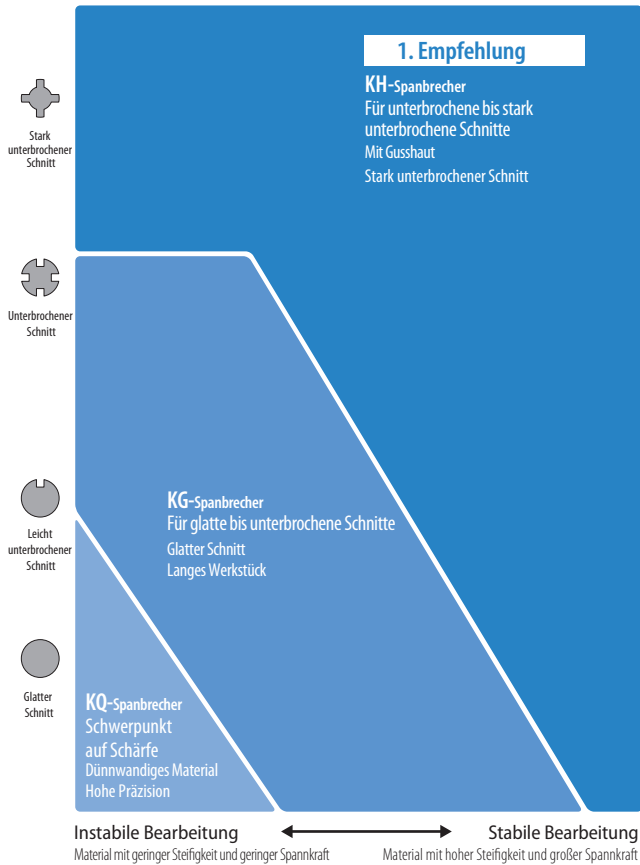 1. Empfehlung
KH-Spanbrecher
Für unterbrochene bis stark
unterbrochene Schnitte
Mit Gusshaut
Stark unterbrochener Schnitt
Stark
unterbrochener
Schnitt
Unterbrochener
Schnitt
KG-Spanbrecher
Für glatte bis unterbrochene Schnitte
Glatter Schnitt
Langes Werkstück
Leicht
unterbrochener
Schnitt
Glatter
Schnitt
KQ-Spanbrecher
Schwerpunkt
auf Schärfe
Dünnwandiges Material
Hohe Präzision
Instabile Bearbeitung
Material mit geringer Steifigkeit und geringer Spannkraft
Stabile Bearbeitung
Material mit hoher Steifigkeit und großer Spannkraft